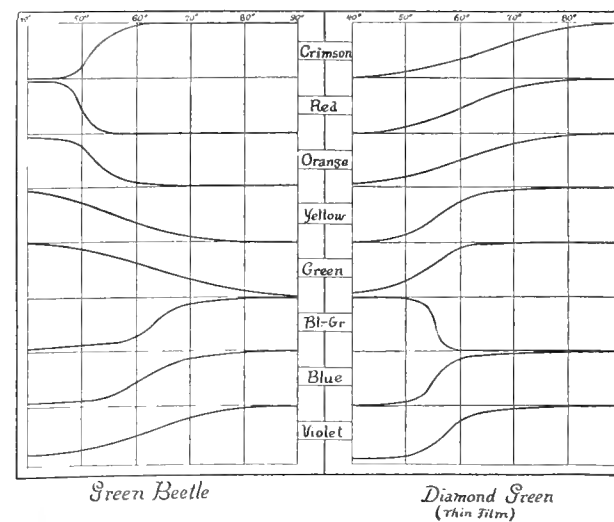 40° 50° 60° 70° 80° 90° 40° 50° 60° 70° 80°
Crimson
Red
Orange
Yellow
Green
Bl-Gr
Blue
Violet
Green Beetle
Diamond Green
(Thin Film)